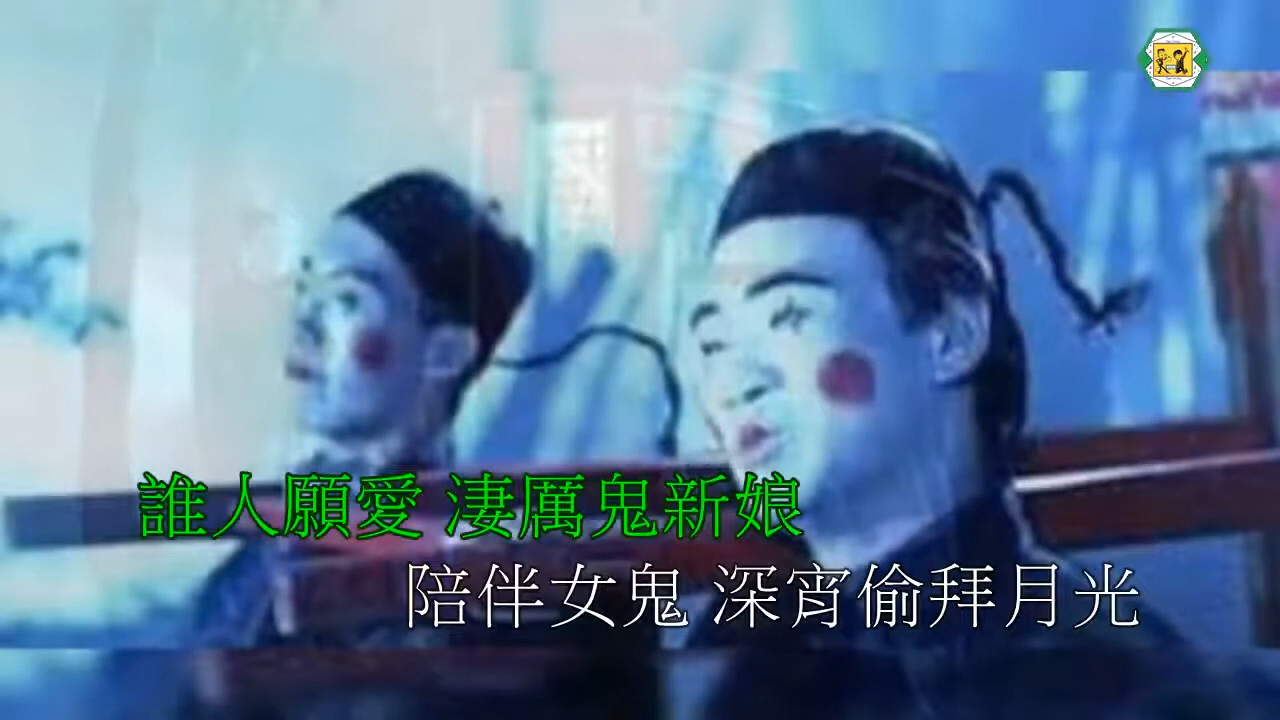 誰人願愛 淒厲鬼新娘
陪伴女鬼 深宵偷拜月光